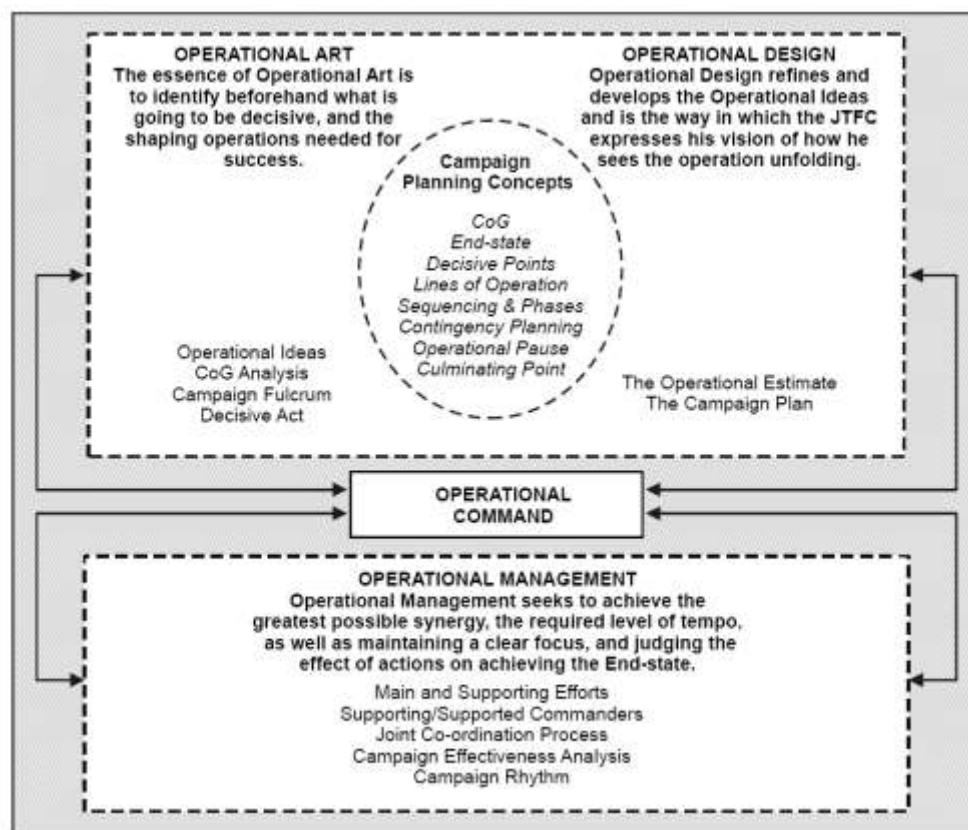 OPERATIONAL ART
The essence of Operational Art is
to identify beforehand what is
going to be decisive, and the
shaping operations needed for
success.
OPERATIONAL DESIGN
Operational Design refines and
develops the Operational Ideas
and is the way in which the JTFC
expresses his vision of how he
sees the operation unfolding.
Campaign
Planning Concepts
CoG
End-state
Decisive Points
Lines of Operation
Sequencing & Phases
Contingency Planning
Operational Pause
Culminating Point
Operational Ideas
CoG Analysis
Campaign Fulcrum
Decisive Act
The Operational Estimate
The Campaign Plan
OPERATIONAL
COMMAND
OPERATIONAL MANAGEMENT
Operational Management seeks to achieve the
greatest possible synergy, the required level of tempo,
as well as maintaining a clear focus, and judging the
effect of actions on achieving the End-state.
Main and Supporting Efforts
Supporting/Supported Commanders
Joint Co-ordination Process
Campaign Effectiveness Analysis
Campaign Rhythm